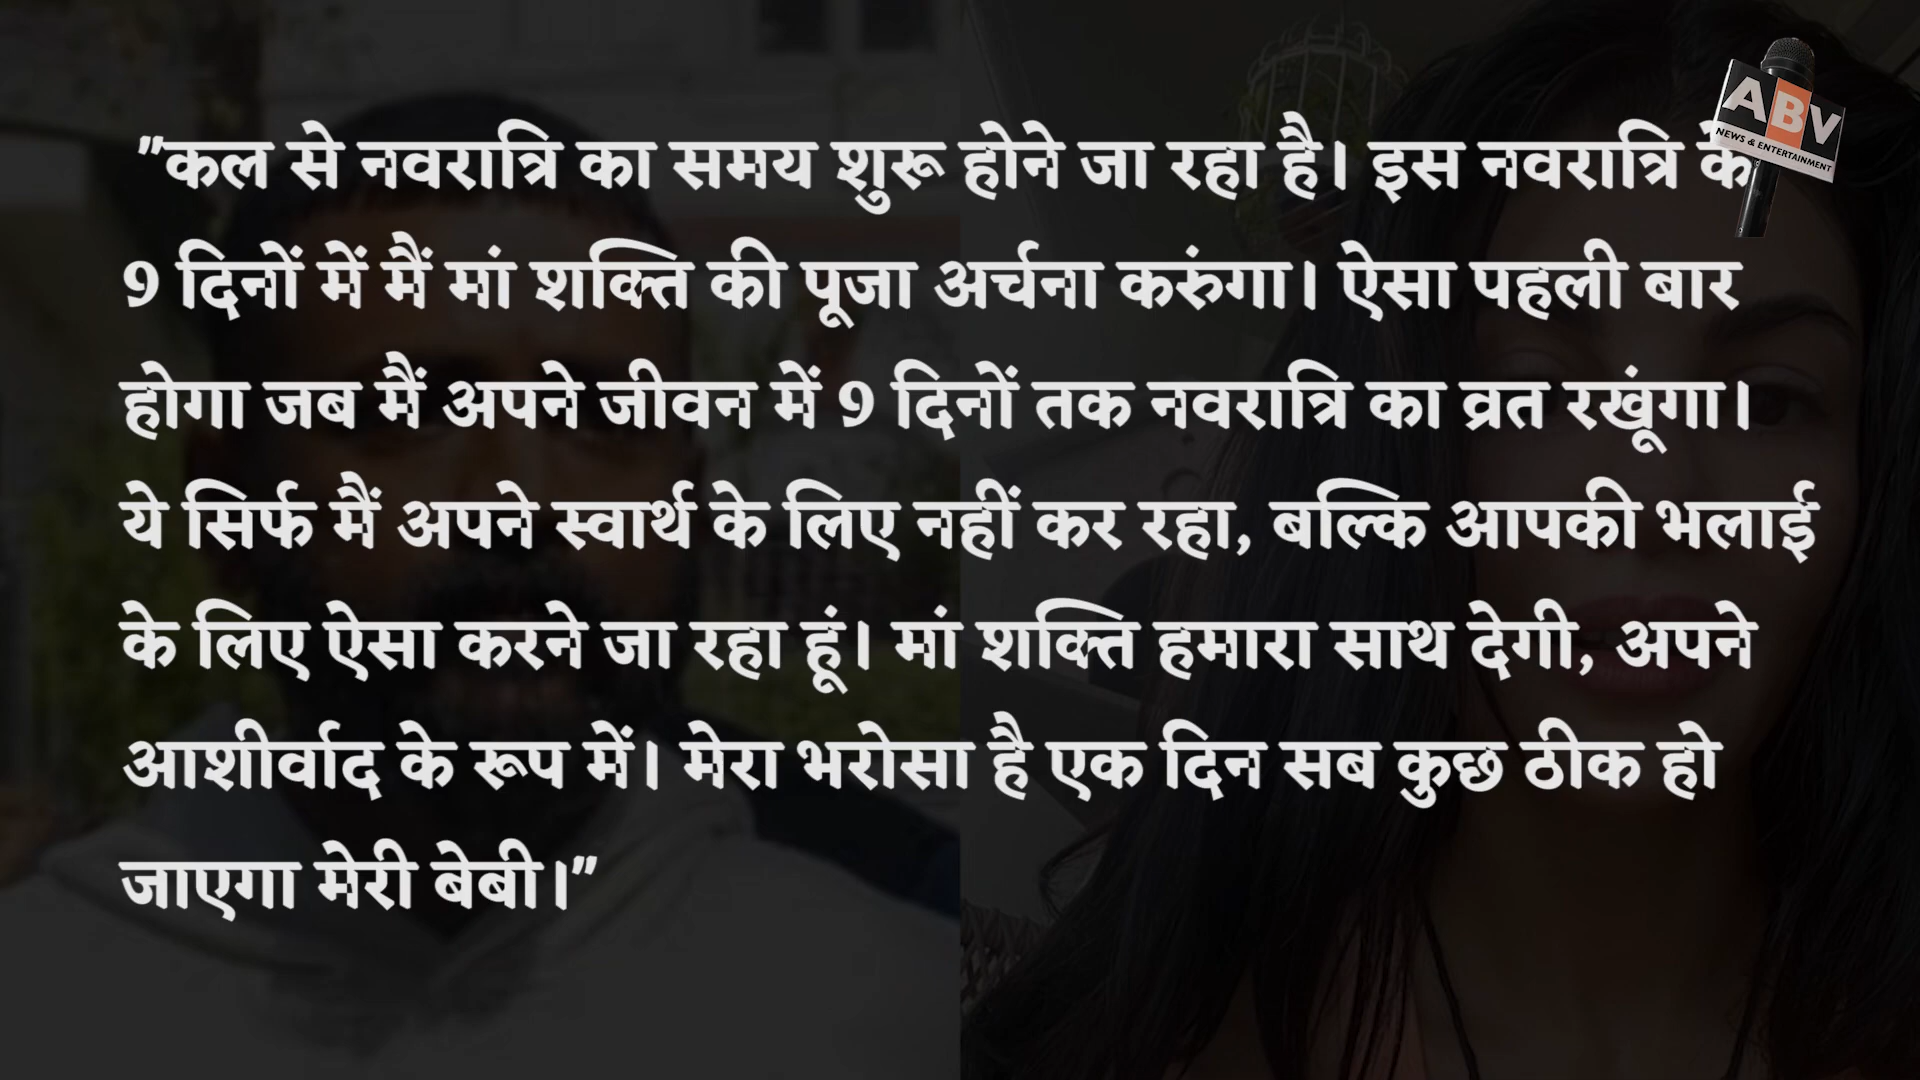 "कल से नवरात्रि का समय शुरू होने जा रहा है। इस नवरात्रि के
9 दिनों में मैं मां शक्ति की पूजा अर्चना करुंगा। ऐसा पहली बार
होगा जब मैं अपने जीवन में 9 दिनों तक नवरात्रि का व्रत रखूंगा।
ये सिर्फ मैं अपने स्वार्थ के लिए नहीं कर रहा, बल्कि आपकी भलाई
के लिए ऐसा करने जा रहा हूं। मां शक्ति हमारा साथ देगी, अपने
आशीर्वाद के रूप में। मेरा भरोसा है एक दिन सब कुछ ठीक हो
जाएगा मेरी बेबी।"
ABV
NEWS & ENTERTAINMENT